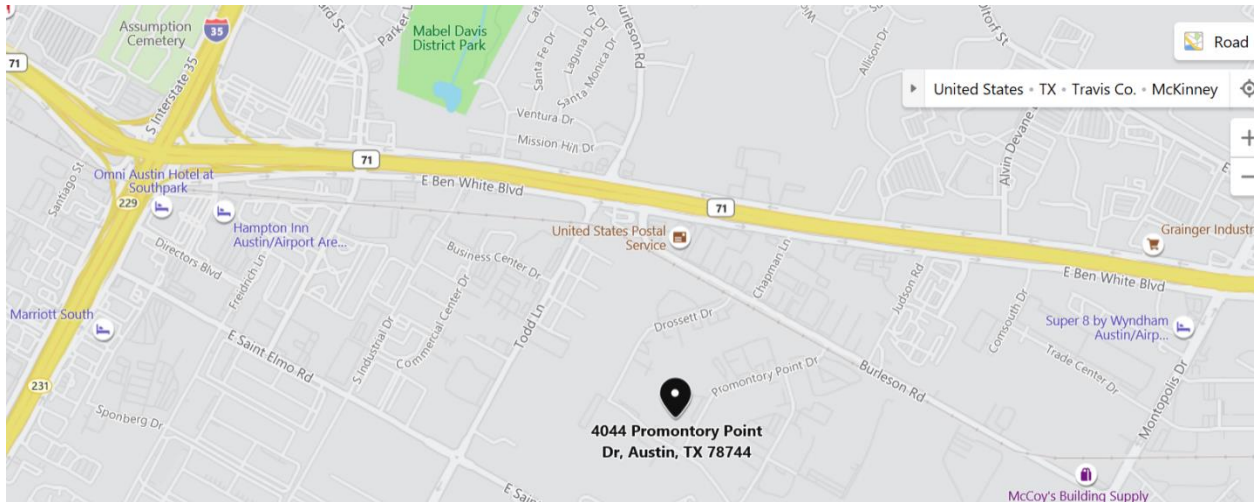 Assumption
Cemetery
35
71
S Interstate 35
Parker L
Mabel Davis
District Park
Santa Fe Dr
Laguna Dr
Santa Monica Dr
Burleson Rd
Ventura Dr
Mission Hill Dr
Allison Dr
oltorf St
Road
United States • TX • Travis Co. • McKinney
+
−
Alvin Devane
71
E Ben White Blvd
71
Santiago St
Omni Austin Hotel at
Southpark
229
Hampton Inn
Austin/Airport Are...
United States Postal
Service
Grainger Industr
E Ben White Blvd
Directors Blvd
Freidrich Ln
Business Center Dr
Commercial Center Dr
S Industrial Dr
Todd Ln
Chapman Ln
Judson Rd
Drossett Dr
Comsouth Dr
Super 8 by Wyndham
Austin/Airp...
Trade Center Dr
Montopolis Dr
Marriott South
E Saint Elmo Rd
231
Sponberg Dr
Promontory Point Dr
Burleson Rd
4044 Promontory Point
Dr, Austin, TX 78744
E Sain
McCoy's Building Supply